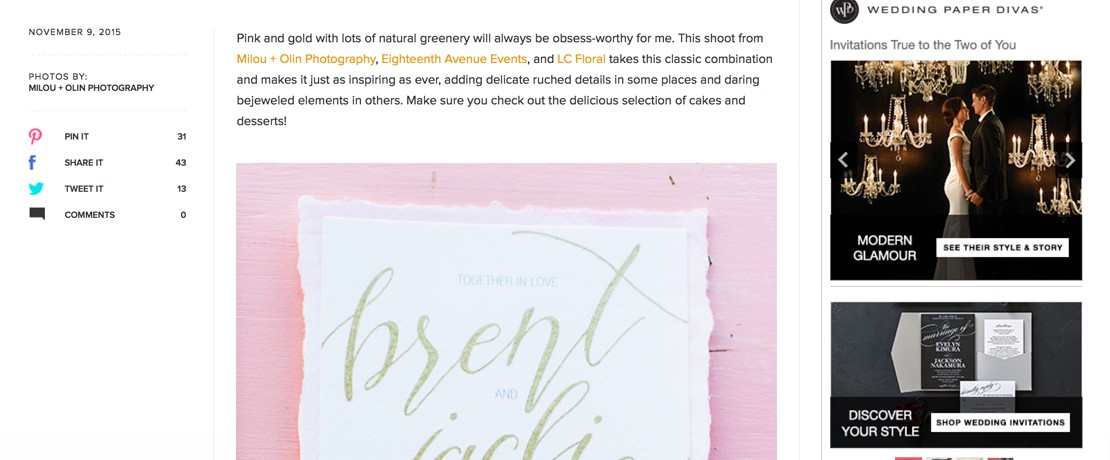 NOVEMBER 9, 2015
PHOTOS BY:
MILOU + OLIN PHOTOGRAPHY
PIN IT 31
SHARE IT 43
TWEET IT 13
COMMENTS 0
Pink and gold with lots of natural greenery will always be obsess-worthy for me. This shoot from
Milou + Olin Photography, Eighteenth Avenue Events, and LC Floral takes this classic combination
and makes it just as inspiring as ever, adding delicate ruched details in some places and daring
bejeweled elements in others. Make sure you check out the delicious selection of cakes and
desserts!
TOGETHER IN LOVE
brent
AND
WPD WEDDING PAPER DIVAS
Invitations True to the Two of You
MODERN
GLAMOUR
SEE THEIR STYLE & STORY
the
marriage of
EVELYN
KIMURA
JACKSON
NAKAMURA
DISCOVER
YOUR STYLE
SHOP WEDDING INVITATIONS